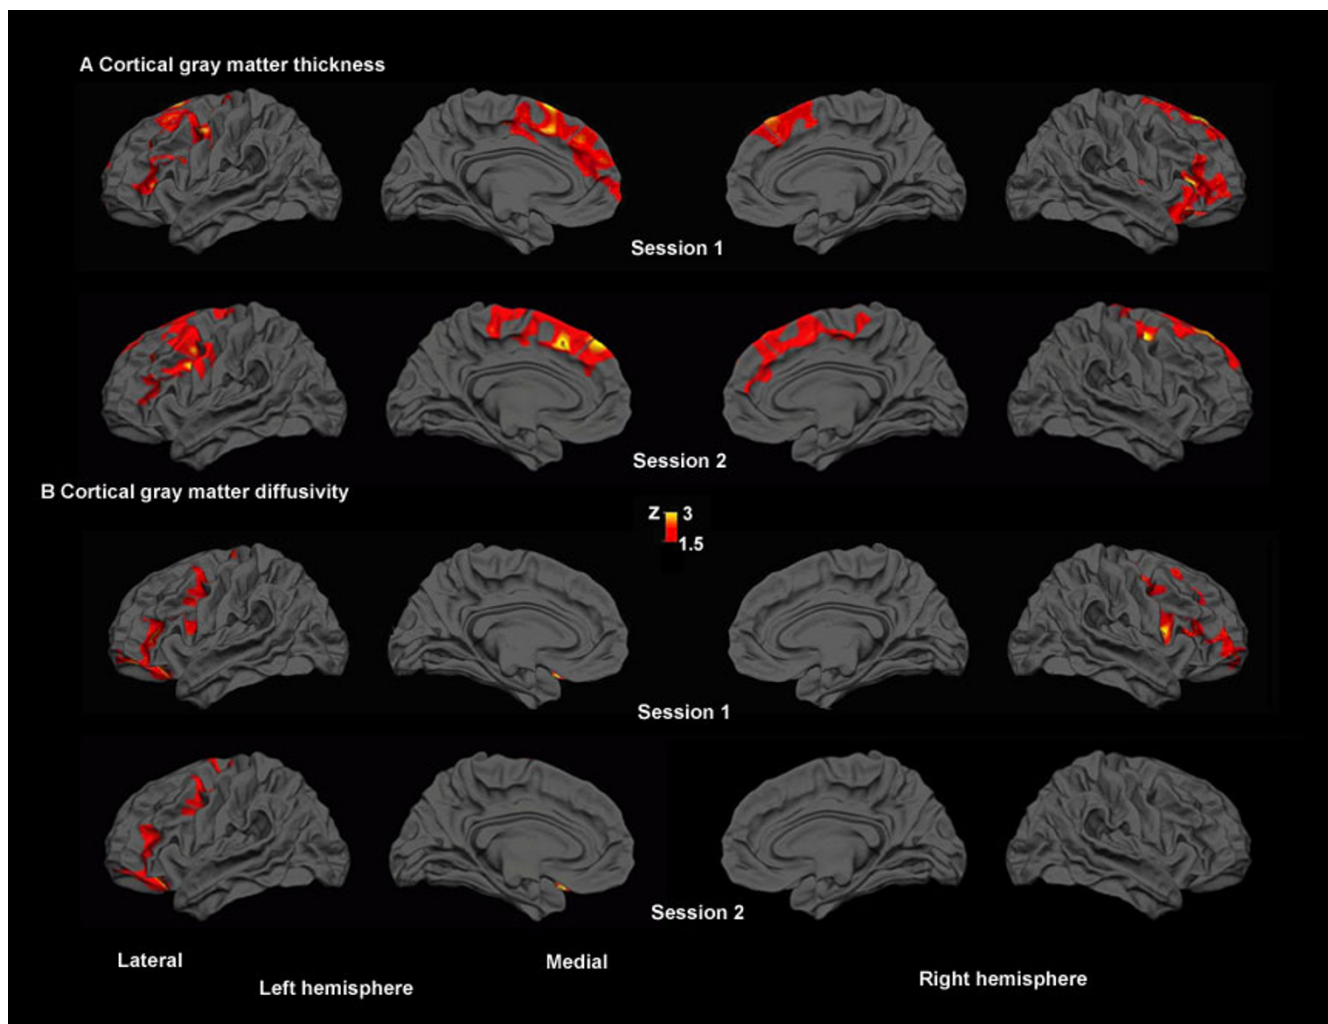 A Cortical gray matter thickness
Session 1
Session 2
B Cortical gray matter diffusivity
z 3
1.5
Session 1
Session 2
Lateral
Medial
Left hemisphere
Right hemisphere